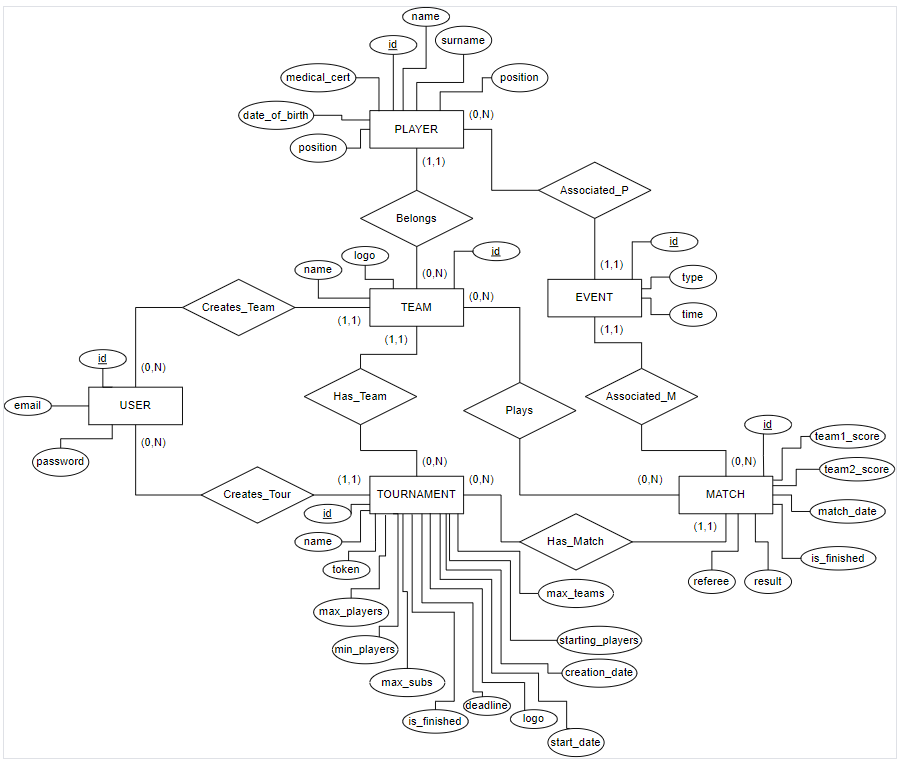 name
surname
id
medical_cert
position
date_of_birth
(0,N)
PLAYER
position
(1,1)
Associated_P
Belongs
id
logo
name
(0,N)
(1,1)
id
type
time
EVENT
(0,N)
TEAM
Creates_Team
(1,1)
(1,1)
(1,1)
id
(0,N)
email
USER
password
(0,N)
Has_Team
Plays
Associated_M
id
team1_score
team2_score
match_date
is_finished
(0,N)
(0,N)
(0,N)
(0,N)
(1,1)
Creates_Tour
TOURNAMENT
MATCH
(1,1)
Has_Match
id
name
token
max_players
min_players
max_subs
is_finished
deadline
logo
start_date
creation_date
starting_players
max_teams
referee
result